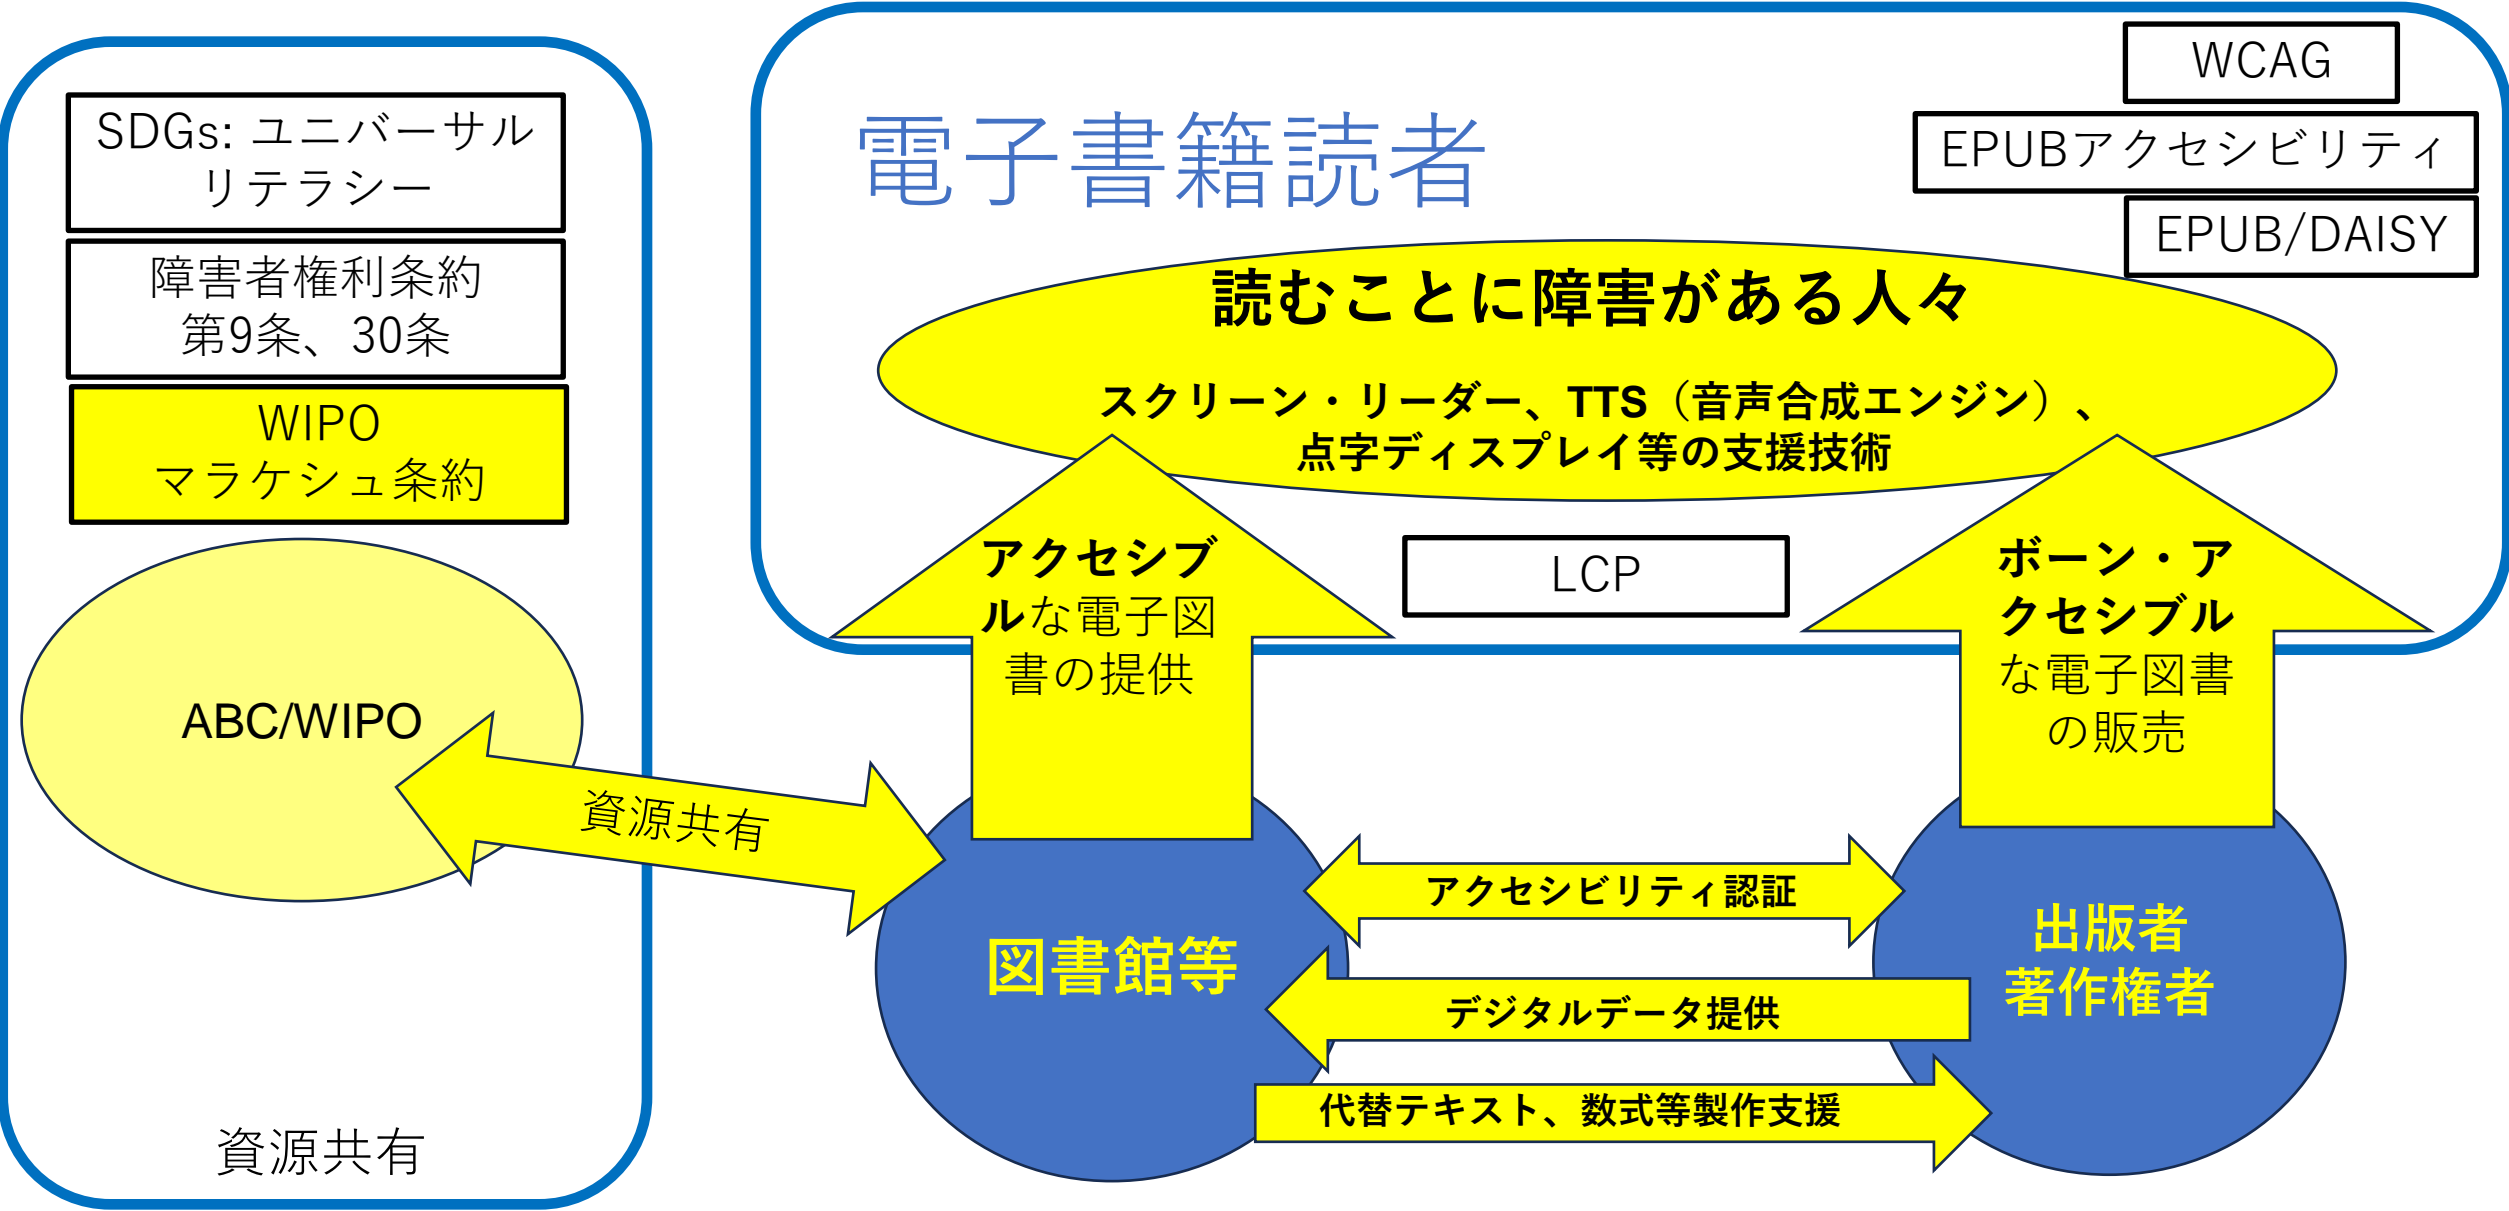 SDGs: ユニバーサル
リテラシー
障害者権利条約
第9条、30条
WIPO
マラケシュ条約
ABC/WIPO
資源共有
資源共有
電子書籍読者
WCAG
EPUBアクセシビリティ
EPUB/DAISY
読むことに障害がある人々
スクリーン・リーダー、TTS（音声合成エンジン）、
点字ディスプレイ等の支援技術
アクセシブ
ルな電子図
書の提供
LCP
ボーン・ア
クセシブル
な電子図書
の販売
図書館等
アクセシビリティ認証
デジタルデータ提供
代替テキスト、数式等製作支援
出版者
著作権者